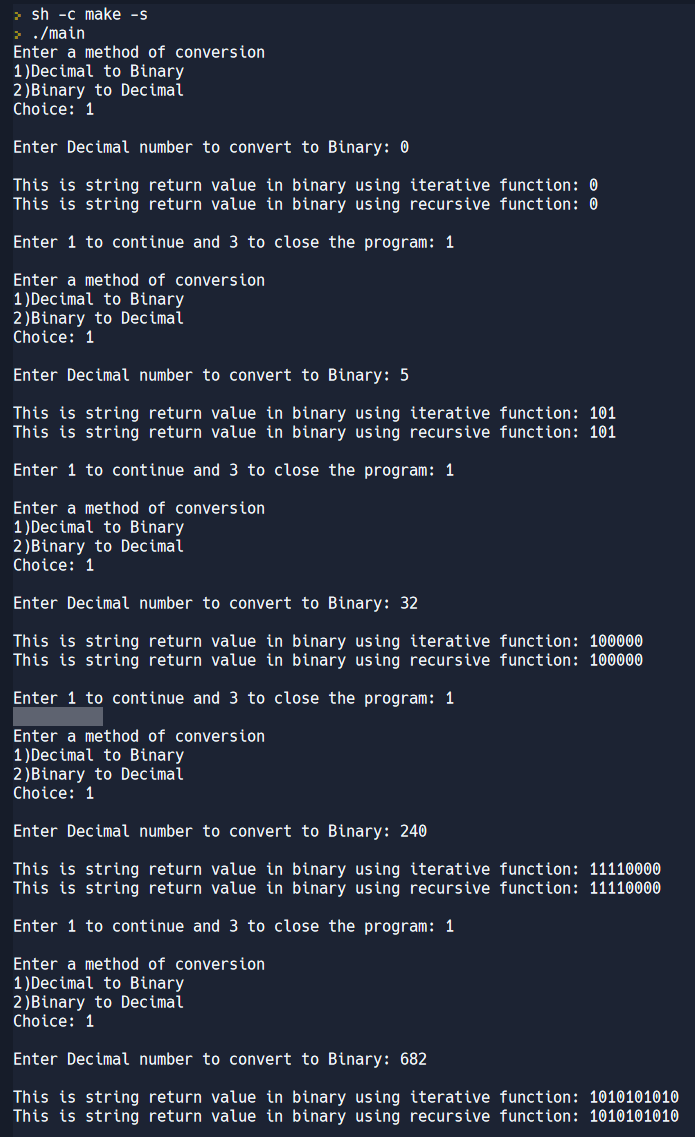 > sh -c make -s
> ./main
Enter a method of conversion
1)Decimal to Binary
2)Binary to Decimal
Choice: 1
Enter Decimal number to convert to Binary: 0
This is string return value in binary using iterative function: 0
This is string return value in binary using recursive function: 0
Enter 1 to continue and 3 to close the program: 1
Enter a method of conversion
1)Decimal to Binary
2)Binary to Decimal
Choice: 1
Enter Decimal number to convert to Binary: 5
This is string return value in binary using iterative function: 101
This is string return value in binary using recursive function: 101
Enter 1 to continue and 3 to close the program: 1
Enter a method of conversion
1)Decimal to Binary
2)Binary to Decimal
Choice: 1
Enter Decimal number to convert to Binary: 32
This is string return value in binary using iterative function: 100000
This is string return value in binary using recursive function: 100000
Enter 1 to continue and 3 to close the program: 1
Enter a method of conversion
1)Decimal to Binary
2)Binary to Decimal
Choice: 1
Enter Decimal number to convert to Binary: 240
This is string return value in binary using iterative function: 11110000
This is string return value in binary using recursive function: 11110000
Enter 1 to continue and 3 to close the program: 1
Enter a method of conversion
1)Decimal to Binary
2)Binary to Decimal
Choice: 1
Enter Decimal number to convert to Binary: 682
This is string return value in binary using iterative function: 1010101010
This is string return value in binary using recursive function: 1010101010